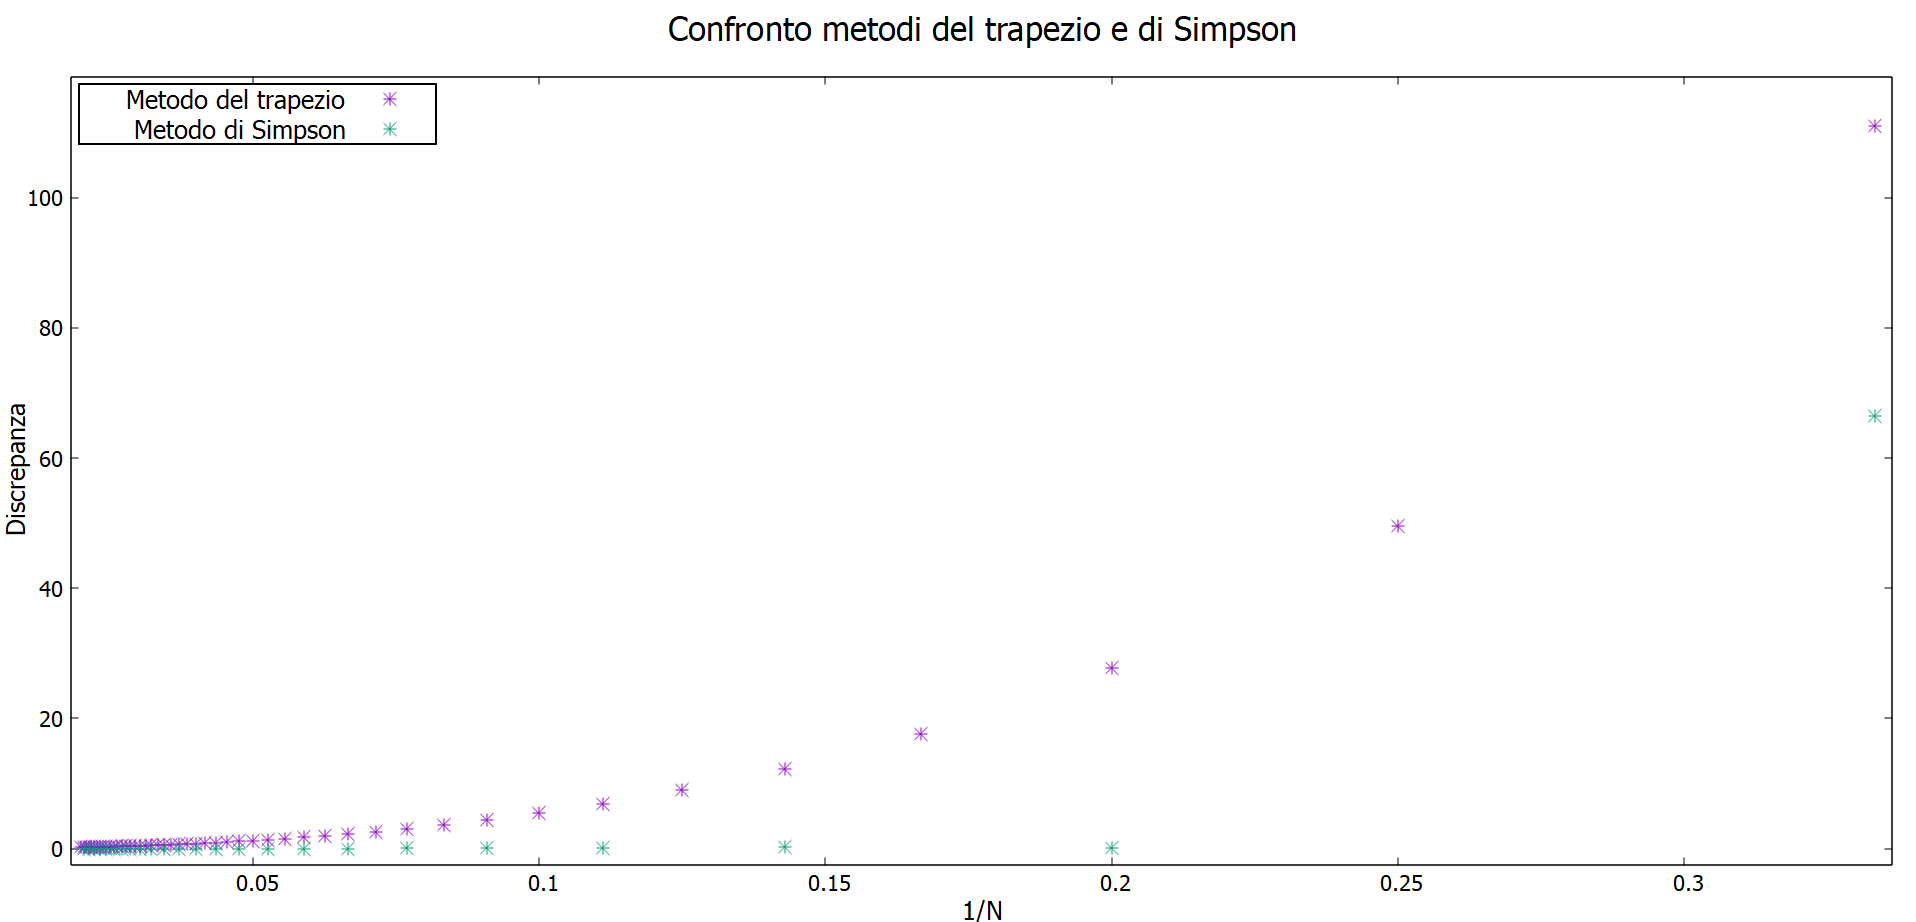 Confronto metodi del trapezio e di Simpson
Metodo del trapezio
Metodo di Simpson
Discrepanza
100
80
60
40
20
0
0.05
0.1
0.15
0.2
0.25
0.3
1/N